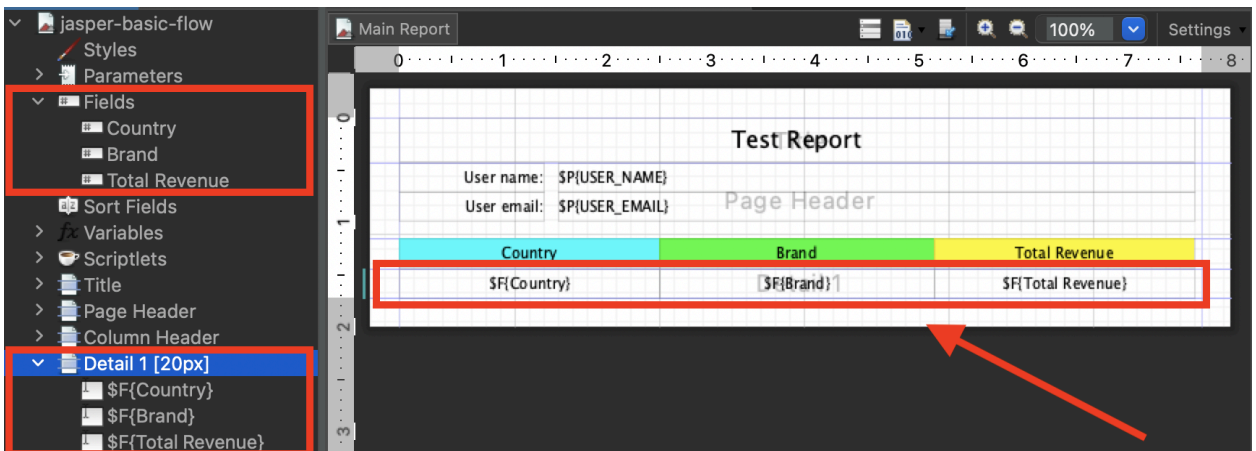 jasper-basic-flow
Styles
Parameters
Fields
Country
Brand
Total Revenue
Sort Fields
Variables
Scriptlets
Title
Page Header
Column Header
Detail 1 [20px]
$F{Country}
$F{Brand}
$F{Total Revenue}
Main Report
100%
Settings
0 1 2 3 4 5 6 7 8
0
1
2
3
Test Report
User name: $P{USER_NAME}
User email: $P{USER_EMAIL}
Page Header
Country Brand Total Revenue
$F{Country} $F{Brand} $F{Total Revenue}